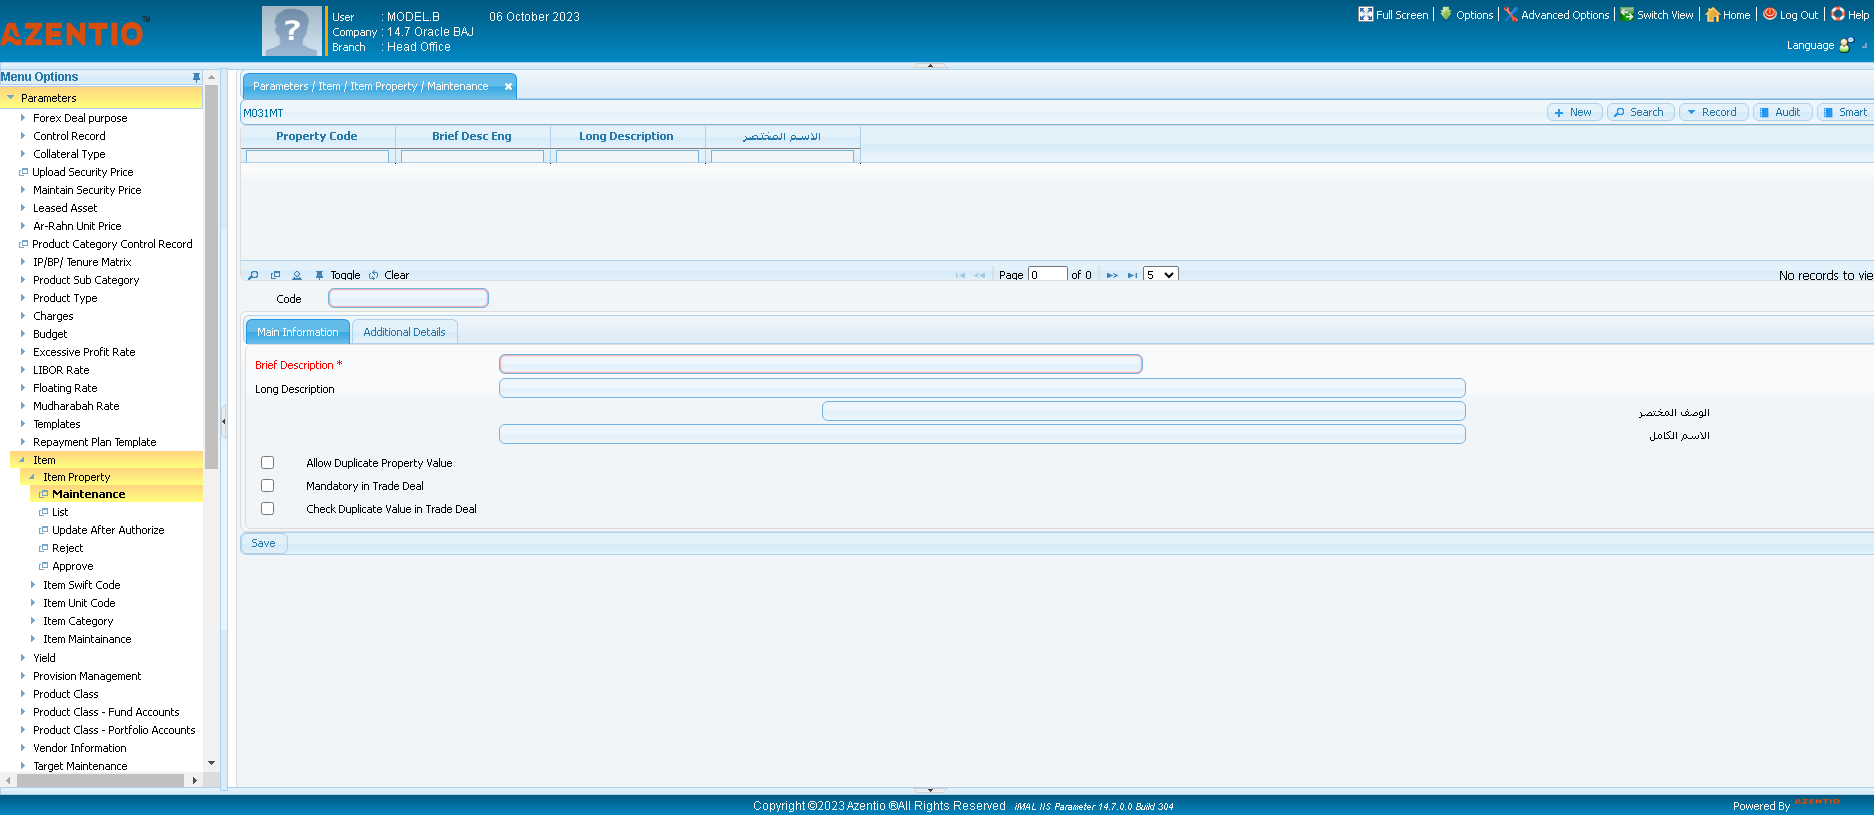 AZENTIO™
User : MODEL.B 06 October 2023
Company : 14.7 Oracle BAJ
Branch : Head Office
Full Screen Options Advanced Options Switch View Home Log Out Help
Language
Menu Options
Parameters
Forex Deal purpose
Control Record
Collateral Type
Upload Security Price
Maintain Security Price
Leased Asset
Ar-Rahn Unit Price
Product Category Control Record
IP/BP/ Tenure Matrix
Product Sub Category
Product Type
Charges
Budget
Excessive Profit Rate
LIBOR Rate
Floating Rate
Mudharabah Rate
Templates
Repayment Plan Template
Item
Item Property
Maintenance
List
Update After Authorize
Reject
Approve
Item Swift Code
Item Unit Code
Item Category
Item Maintainance
Yield
Provision Management
Product Class
Product Class - Fund Accounts
Product Class - Portfolio Accounts
Vendor Information
Target Maintenance
Parameters / Item / Item Property / Maintenance
M031MT
New Search Record Audit Smart
Property Code Brief Desc Eng Long Description الاسم المختصر
Toggle Clear Page 0 of 0 5 No records to vie
Code
Main Information Additional Details
Brief Description *
Long Description
الوصف المختصر
الاسم الكامل
Allow Duplicate Property Value
Mandatory in Trade Deal
Check Duplicate Value in Trade Deal
Save
Copyright ©2023 Azentio ®All Rights Reserved iMAL IIS Parameter 14.7.0.0 Build 304
Powered By AZENTIO